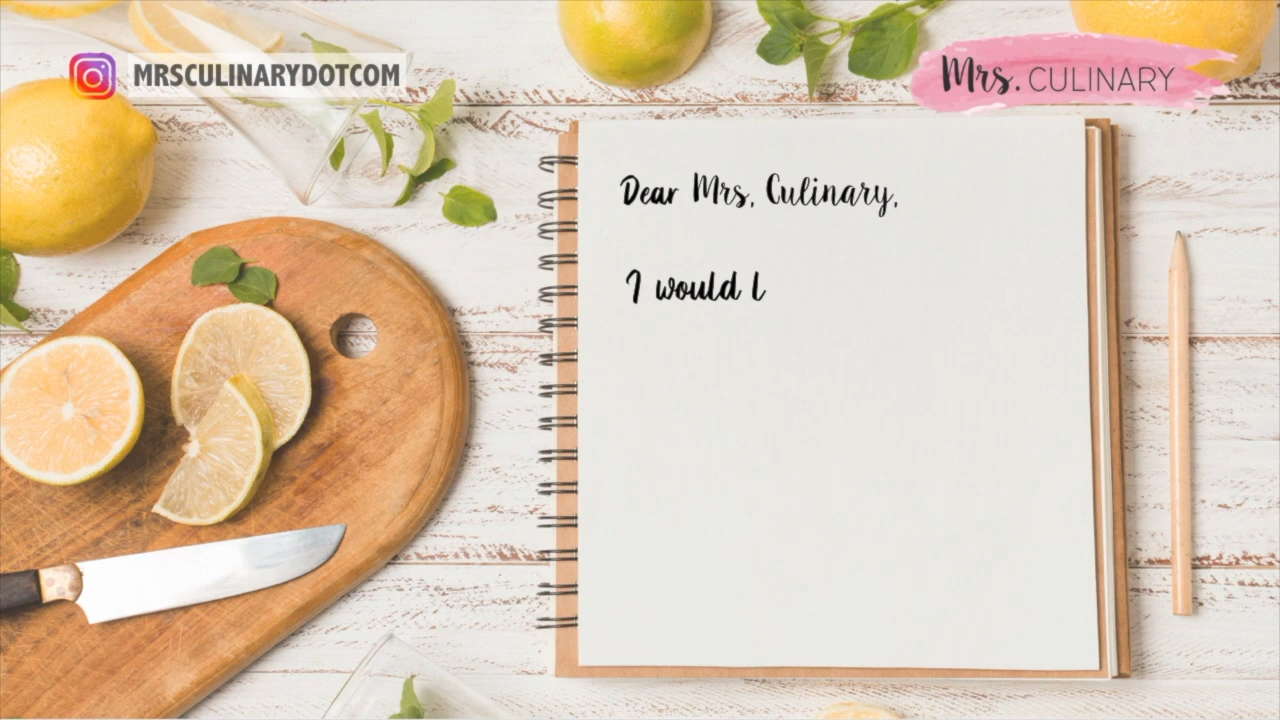 MRSCULINARYDOTCOM
Mrs. CULINARY
Dear Mrs. Culinary,
I would l